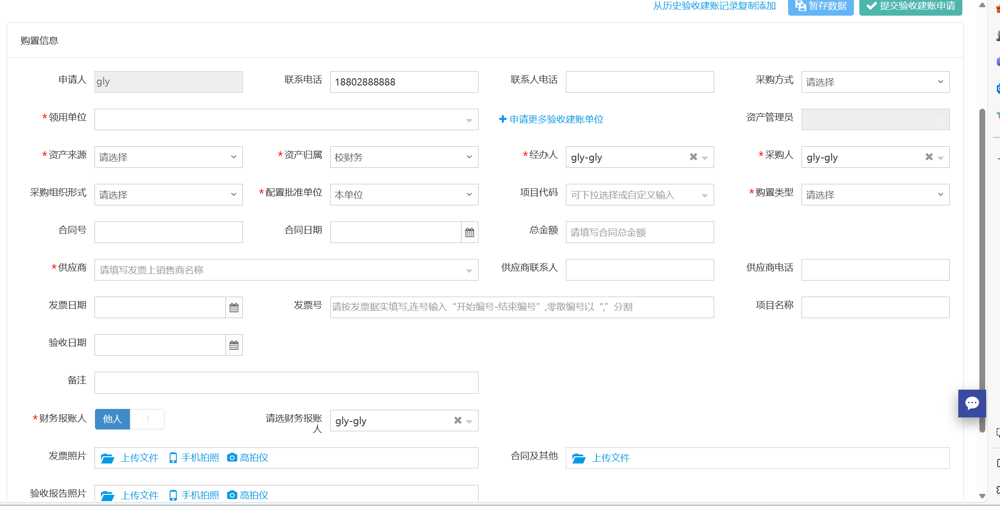 从历史验收建账记录复制添加 暂存数据 提交验收建账申请
购置信息
申请人 gly 联系电话 18802888888 联系人电话 采购方式 请选择
*领用单位 申请更多验收建账单位 资产管理员
*资产来源 请选择 *资产归属 校财务 *经办人 gly-gly *采购人 gly-gly
采购组织形式 请选择 *配置批准单位 本单位 项目代码 可下拉选择或自定义输入 *购置类型 请选择
合同号 合同日期 总金额 请填写合同总金额
*供应商 请填写发票上销售商名称 供应商联系人 供应商电话
发票日期 发票号 请按发票据实填写,连号输入“开始编号-结束编号”,零散编号以“,”分割 项目名称
验收日期
备注
*财务报账人 他人 请选财务报账
人 gly-gly
发票照片 上传文件 手机拍照 高拍仪 合同及其他 上传文件
验收报告照片 上传文件 手机拍照 高拍仪